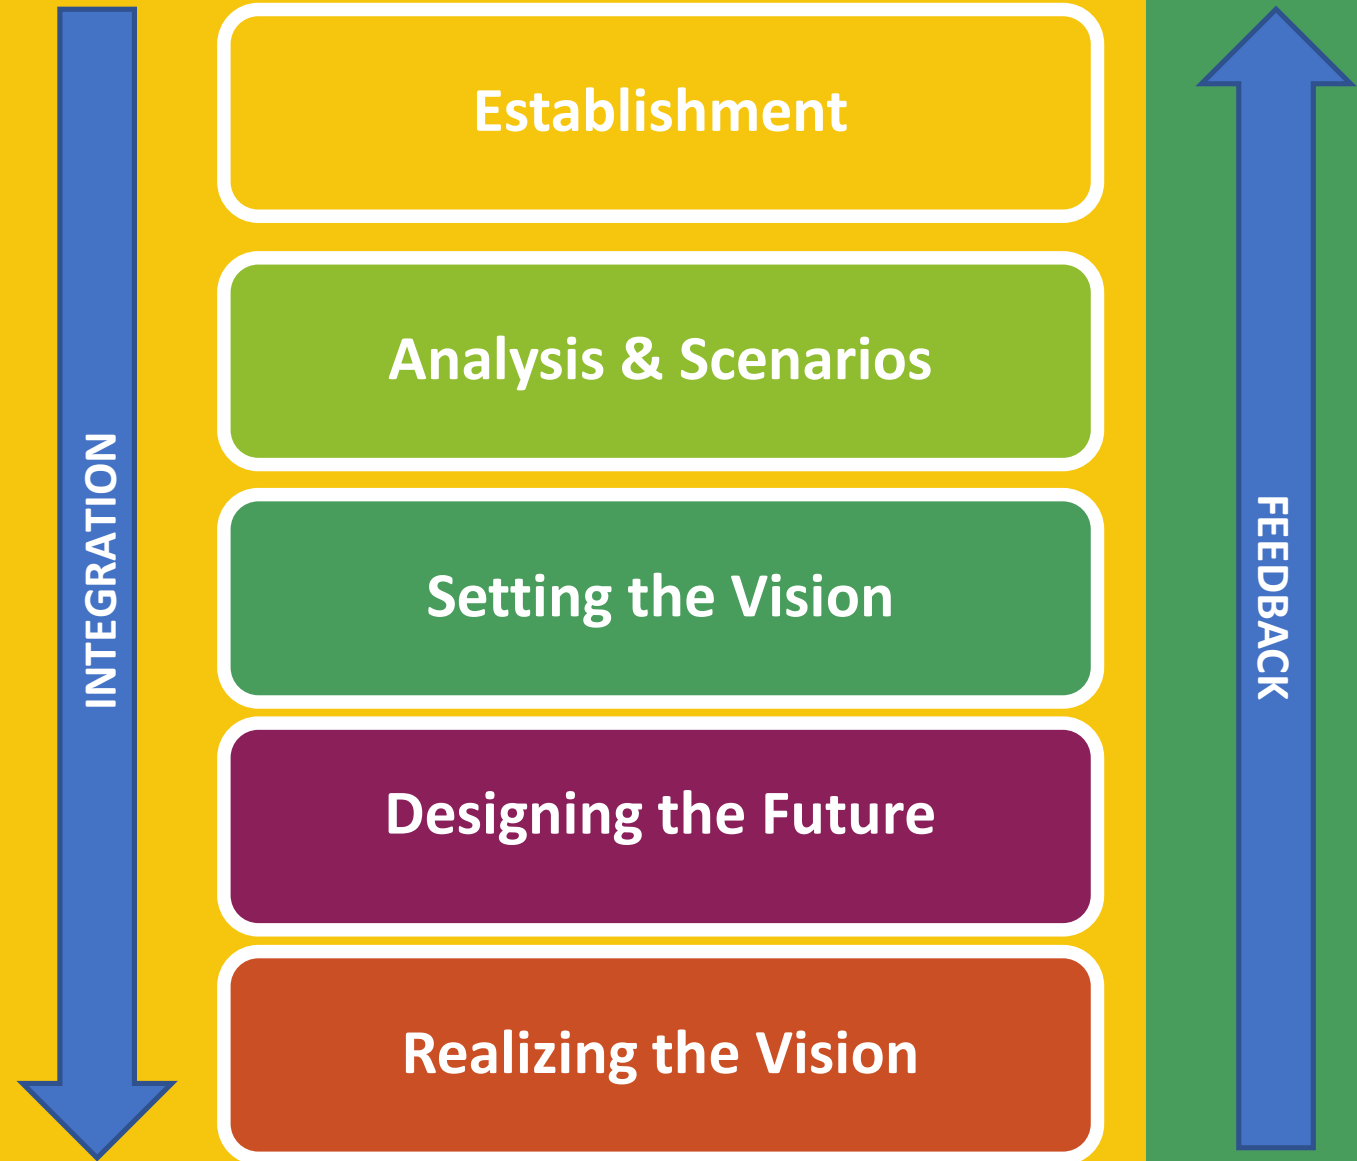 Establishment
Analysis & Scenarios
Setting the Vision
Designing the Future
Realizing the Vision
INTEGRATION
FEEDBACK